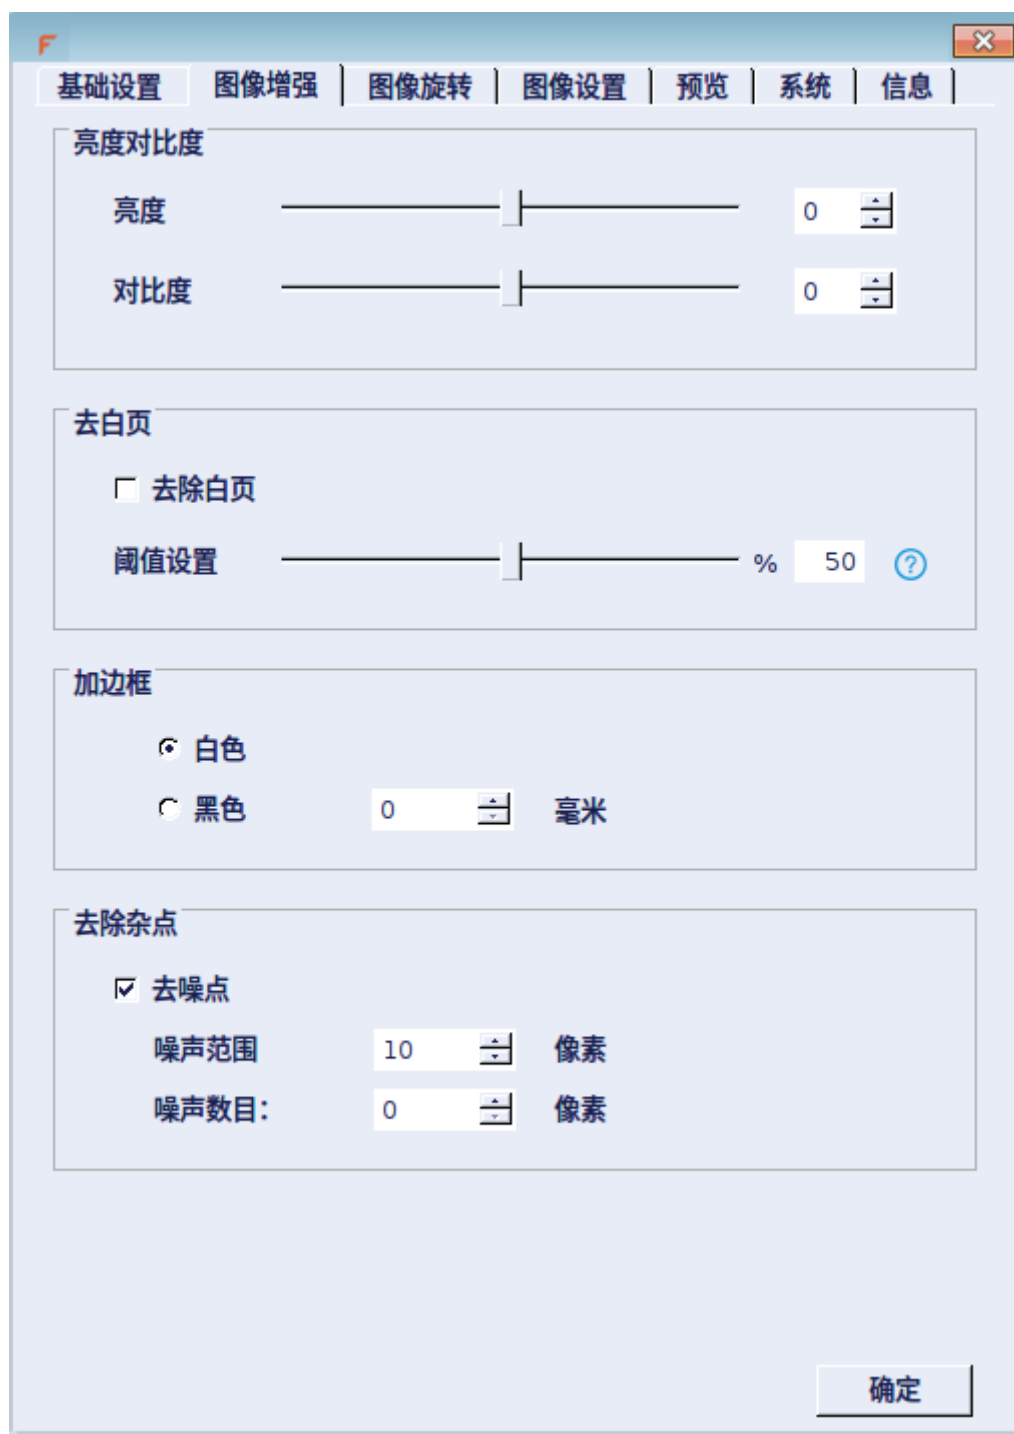 F
基础设置 图像增强 图像旋转 图像设置 预览 系统 信息
亮度对比度
亮度 0
对比度 0
去白页
去除白页
阈值设置 % 50 ?
加边框
白色
黑色 0 毫米
去除杂点
去噪点
噪声范围 10 像素
噪声数目： 0 像素
确定